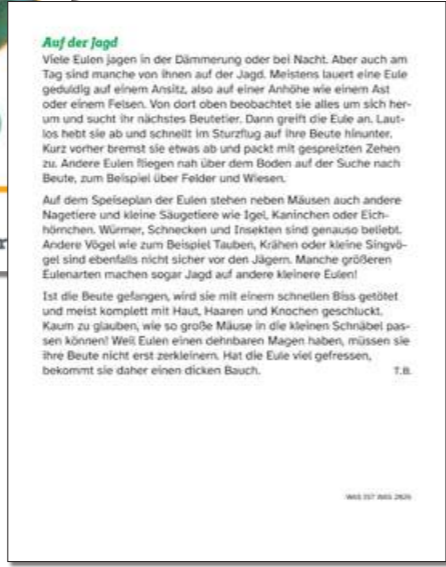 Auf der Jagd
Viele Eulen jagen in der Dämmerung oder bei Nacht. Aber auch am
Tag sind manche von ihnen auf der Jagd. Meistens lauert eine Eule
geduldig auf einem Ansitz, also auf einer Anhöhe wie einem Ast
oder einem Felsen. Von dort oben beobachtet sie alles um sich her-
um und sucht ihr nächstes Beutetier. Dann greift die Eule an. Laut-
los hebt sie ab und schnellt im Sturzflug auf ihre Beute hinunter.
Kurz vorher bremst sie etwas ab und packt mit gespreizten Zehen
zu. Andere Eulen fliegen nah über dem Boden auf der Suche nach
Beute, zum Beispiel über Felder und Wiesen.
Auf dem Speiseplan der Eulen stehen neben Mäusen auch andere
Nagetiere und kleine Säugetiere wie Igel, Kaninchen oder Eich-
hörnchen. Würmer, Schnecken und Insekten sind genauso beliebt.
Andere Vögel wie zum Beispiel Tauben, Krähen oder kleine Singvö-
gel sind ebenfalls nicht sicher vor den Jägern. Manche größeren
Eulenarten machen sogar Jagd auf andere kleinere Eulen!
Ist die Beute gefangen, wird sie mit einem schnellen Biss getötet
und meist komplett mit Haut, Haaren und Knochen geschluckt.
Kaum zu glauben, wie so große Mäuse in die kleinen Schnäbel pas-
sen können! Weil Eulen einen dehnbaren Magen haben, müssen sie
ihre Beute nicht erst zerkleinern. Hat die Eule viel gefressen,
bekommt sie daher einen dicken Bauch. T.B.
WAS IST WAS